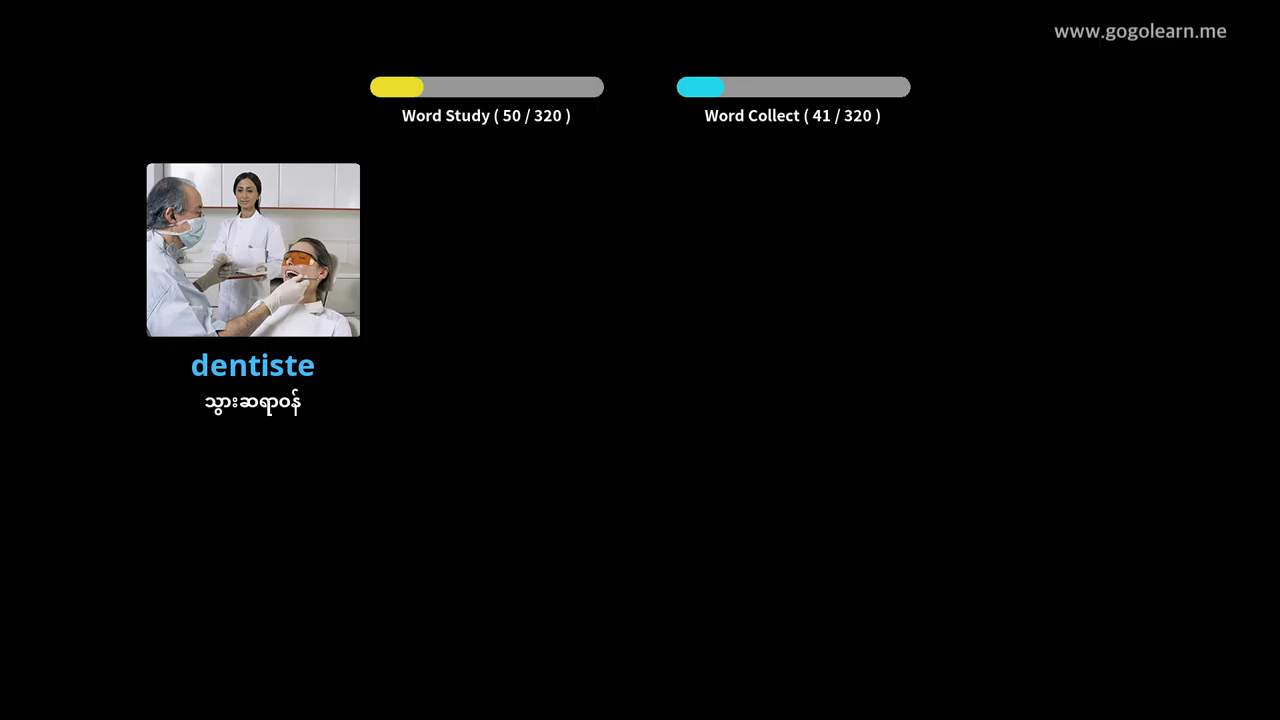 www.gogolearn.me
Word Study ( 50 / 320 )
Word Collect ( 41 / 320 )
dentiste
သွားဆရာဝန်